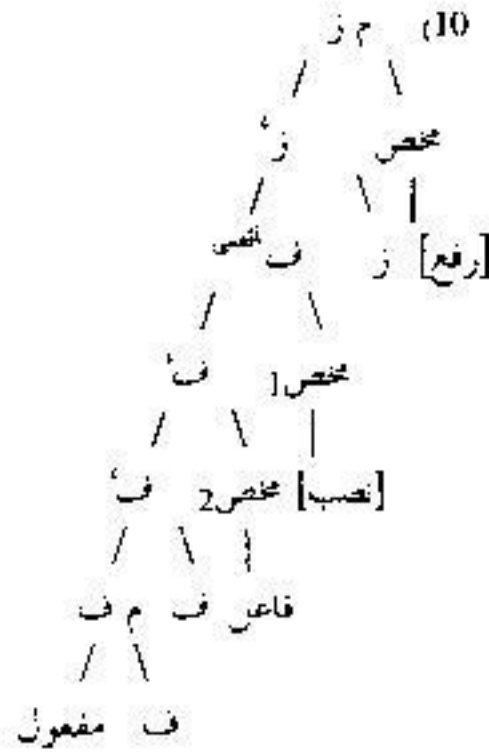 (10 م ز
مخصص زَ
[رفع] ز ف أقصى
مخصص1 فَ
[نصب] مخصص2 فَ
فاعل ف م ف
ف مفعول